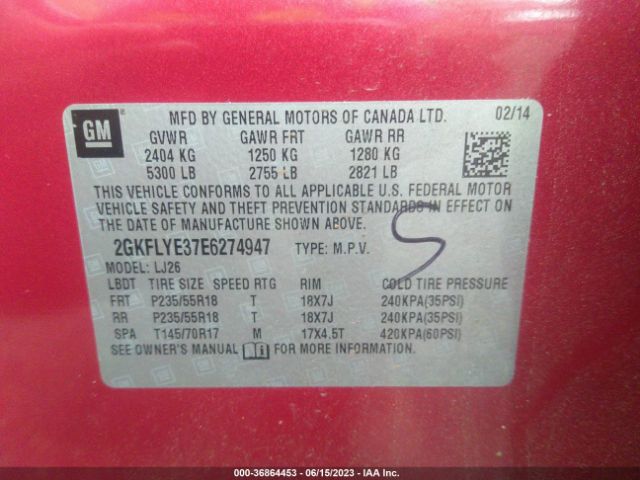 GM
MFD BY GENERAL MOTORS OF CANADA LTD. 02/14
GVWR GAWR FRT GAWR RR
2404 KG 1250 KG 1280 KG
5300 LB 2755 LB 2821 LB
THIS VEHICLE CONFORMS TO ALL APPLICABLE U.S. FEDERAL MOTOR
VEHICLE SAFETY AND THEFT PREVENTION STANDARDS IN EFFECT ON
THE DATE OF MANUFACTURE SHOWN ABOVE.
2GKFLYE37E6274947 TYPE: M.P.V.
MODEL: LJ26
LBDT TIRE SIZE SPEED RTG RIM COLD TIRE PRESSURE
FRT P235/55R18 T 18X7J 240KPA(35PSI)
RR P235/55R18 T 18X7J 240KPA(35PSI)
SPA T145/70R17 M 17X4.5T 420KPA(60PSI)
SEE OWNER'S MANUAL FOR MORE INFORMATION.
5
000-36864453 - 06/15/2023 - IAA Inc.